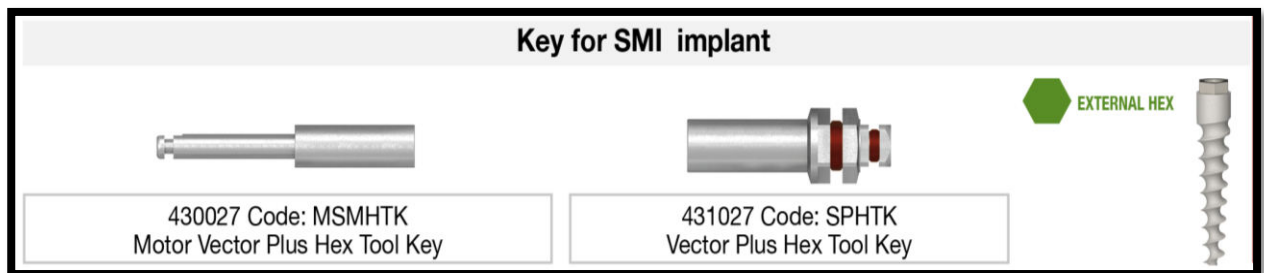 Key for SMI implant
EXTERNAL HEX
430027 Code: MSMHTK
Motor Vector Plus Hex Tool Key
431027 Code: SPHTK
Vector Plus Hex Tool Key